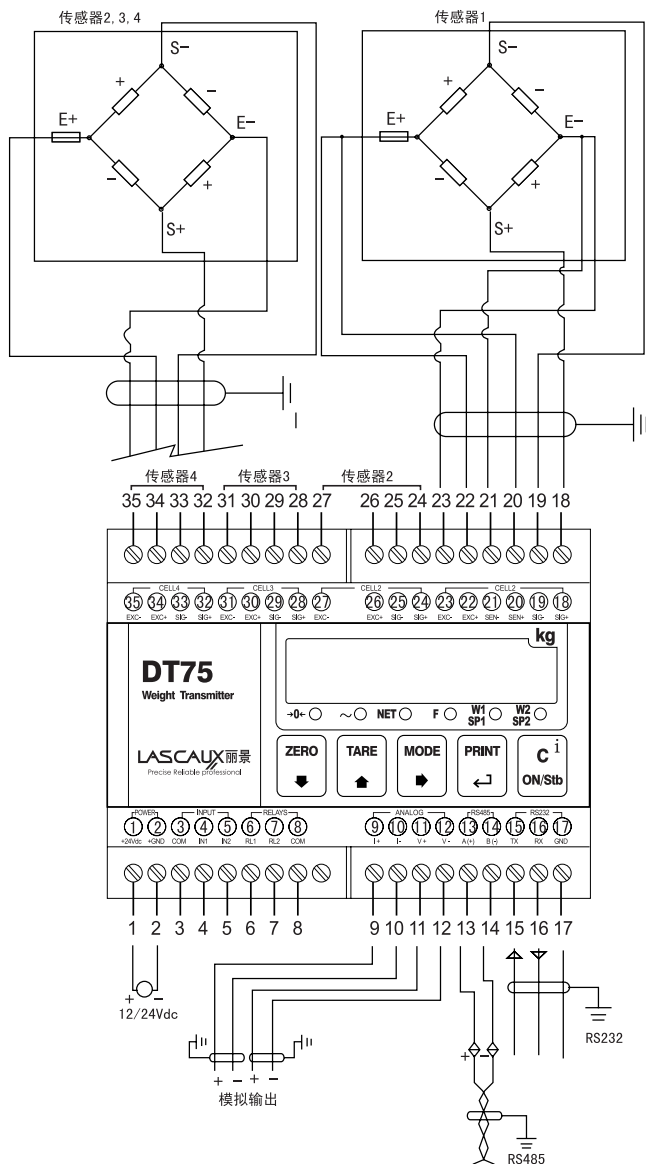 传感器2,3,4
传感器1
S-
S-
+
-
+
-
E+
E-
E+
E-
-
+
-
+
S+
S+
传感器4 传感器3 传感器2
35 34 33 32 31 30 29 28 27 26 25 24 23 22 21 20 19 18
CELL4 CELL3 CELL2 CELL2
35 34 33 32 31 30 29 28 27 26 25 24 23 22 21 20 19 18
EXC- EXC+ SIG- SIG+ EXC- EXC+ SIG- SIG+ EXC- EXC+ SIG- SIG+ EXC- EXC+ SEN- SEN+ SIG- SIG+
kg
DT75
Weight Transmitter
→0← ~ NET F W1 SP1 W2 SP2
ZERO TARE MODE PRINT C i
ON/Stb
LASCAUX丽景
Precise Reliable professional
POWER INPUT RELAYS ANALOG RS485 RS232
1 2 3 4 5 6 7 8 9 10 11 12 13 14 15 16 17
+24Vdc +GND COM IN1 IN2 RL1 RL2 COM I+ I- V+ V- A(+) B(-) TX RX GND
1 2 3 4 5 6 7 8 9 10 11 12 13 14 15 16 17
+ -
12/24Vdc
RS232
+ -
+ - + -
模拟输出
RS485